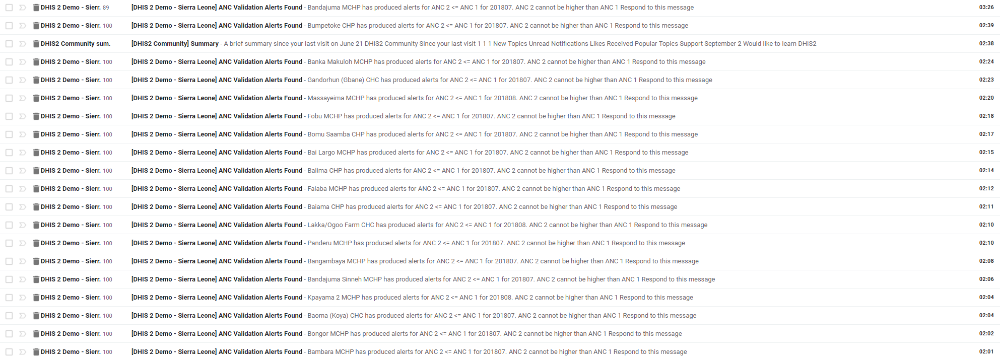 DHIS 2 Demo - Sierr. 89 [DHIS 2 Demo - Sierra Leone] ANC Validation Alerts Found - Bandajuma MCHP has produced alerts for ANC 2 <= ANC 1 for 201807. ANC 2 cannot be higher than ANC 1 Respond to this message 03:26
DHIS 2 Demo - Sierr. 100 [DHIS 2 Demo - Sierra Leone] ANC Validation Alerts Found - Bumpetoke CHP has produced alerts for ANC 2 <= ANC 1 for 201807. ANC 2 cannot be higher than ANC 1 Respond to this message 02:39
DHIS2 Community sum. [DHIS2 Community] Summary - A brief summary since your last visit on June 21 DHIS2 Community Since your last visit 1 1 1 New Topics Unread Notifications Likes Received Popular Topics Support September 2 Would like to learn DHIS2 02:38
DHIS 2 Demo - Sierr. 100 [DHIS 2 Demo - Sierra Leone] ANC Validation Alerts Found - Banka Makuloh MCHP has produced alerts for ANC 2 <= ANC 1 for 201807. ANC 2 cannot be higher than ANC 1 Respond to this message 02:24
DHIS 2 Demo - Sierr. 100 [DHIS 2 Demo - Sierra Leone] ANC Validation Alerts Found - Gandorhun (Gbane) CHC has produced alerts for ANC 2 <= ANC 1 for 201807. ANC 2 cannot be higher than ANC 1 Respond to this message 02:23
DHIS 2 Demo - Sierr. 100 [DHIS 2 Demo - Sierra Leone] ANC Validation Alerts Found - Massayeima MCHP has produced alerts for ANC 2 <= ANC 1 for 201808. ANC 2 cannot be higher than ANC 1 Respond to this message 02:20
DHIS 2 Demo - Sierr. 100 [DHIS 2 Demo - Sierra Leone] ANC Validation Alerts Found - Fobu MCHP has produced alerts for ANC 2 <= ANC 1 for 201807. ANC 2 cannot be higher than ANC 1 Respond to this message 02:18
DHIS 2 Demo - Sierr. 100 [DHIS 2 Demo - Sierra Leone] ANC Validation Alerts Found - Bomu Saamba CHP has produced alerts for ANC 2 <= ANC 1 for 201807. ANC 2 cannot be higher than ANC 1 Respond to this message 02:17
DHIS 2 Demo - Sierr. 100 [DHIS 2 Demo - Sierra Leone] ANC Validation Alerts Found - Bai Largo MCHP has produced alerts for ANC 2 <= ANC 1 for 201807. ANC 2 cannot be higher than ANC 1 Respond to this message 02:15
DHIS 2 Demo - Sierr. 100 [DHIS 2 Demo - Sierra Leone] ANC Validation Alerts Found - Baiima CHP has produced alerts for ANC 2 <= ANC 1 for 201807. ANC 2 cannot be higher than ANC 1 Respond to this message 02:14
DHIS 2 Demo - Sierr. 100 [DHIS 2 Demo - Sierra Leone] ANC Validation Alerts Found - Falaba MCHP has produced alerts for ANC 2 <= ANC 1 for 201807. ANC 2 cannot be higher than ANC 1 Respond to this message 02:12
DHIS 2 Demo - Sierr. 100 [DHIS 2 Demo - Sierra Leone] ANC Validation Alerts Found - Baiama CHP has produced alerts for ANC 2 <= ANC 1 for 201807. ANC 2 cannot be higher than ANC 1 Respond to this message 02:11
DHIS 2 Demo - Sierr. 100 [DHIS 2 Demo - Sierra Leone] ANC Validation Alerts Found - Lakka/Ogoo Farm CHC has produced alerts for ANC 2 <= ANC 1 for 201808. ANC 2 cannot be higher than ANC 1 Respond to this message 02:10
DHIS 2 Demo - Sierr. 100 [DHIS 2 Demo - Sierra Leone] ANC Validation Alerts Found - Panderu MCHP has produced alerts for ANC 2 <= ANC 1 for 201807. ANC 2 cannot be higher than ANC 1 Respond to this message 02:10
DHIS 2 Demo - Sierr. 100 [DHIS 2 Demo - Sierra Leone] ANC Validation Alerts Found - Bangambaya MCHP has produced alerts for ANC 2 <= ANC 1 for 201807. ANC 2 cannot be higher than ANC 1 Respond to this message 02:08
DHIS 2 Demo - Sierr. 100 [DHIS 2 Demo - Sierra Leone] ANC Validation Alerts Found - Bandajuma Sinneh MCHP has produced alerts for ANC 2 <= ANC 1 for 201807. ANC 2 cannot be higher than ANC 1 Respond to this message 02:06
DHIS 2 Demo - Sierr. 100 [DHIS 2 Demo - Sierra Leone] ANC Validation Alerts Found - Kpayama 2 MCHP has produced alerts for ANC 2 <= ANC 1 for 201808. ANC 2 cannot be higher than ANC 1 Respond to this message 02:04
DHIS 2 Demo - Sierr. 100 [DHIS 2 Demo - Sierra Leone] ANC Validation Alerts Found - Baoma (Koya) CHC has produced alerts for ANC 2 <= ANC 1 for 201807. ANC 2 cannot be higher than ANC 1 Respond to this message 02:04
DHIS 2 Demo - Sierr. 100 [DHIS 2 Demo - Sierra Leone] ANC Validation Alerts Found - Bongor MCHP has produced alerts for ANC 2 <= ANC 1 for 201807. ANC 2 cannot be higher than ANC 1 Respond to this message 02:02
DHIS 2 Demo - Sierr. 100 [DHIS 2 Demo - Sierra Leone] ANC Validation Alerts Found - Bambara MCHP has produced alerts for ANC 2 <= ANC 1 for 201807. ANC 2 cannot be higher than ANC 1 Respond to this message 02:01